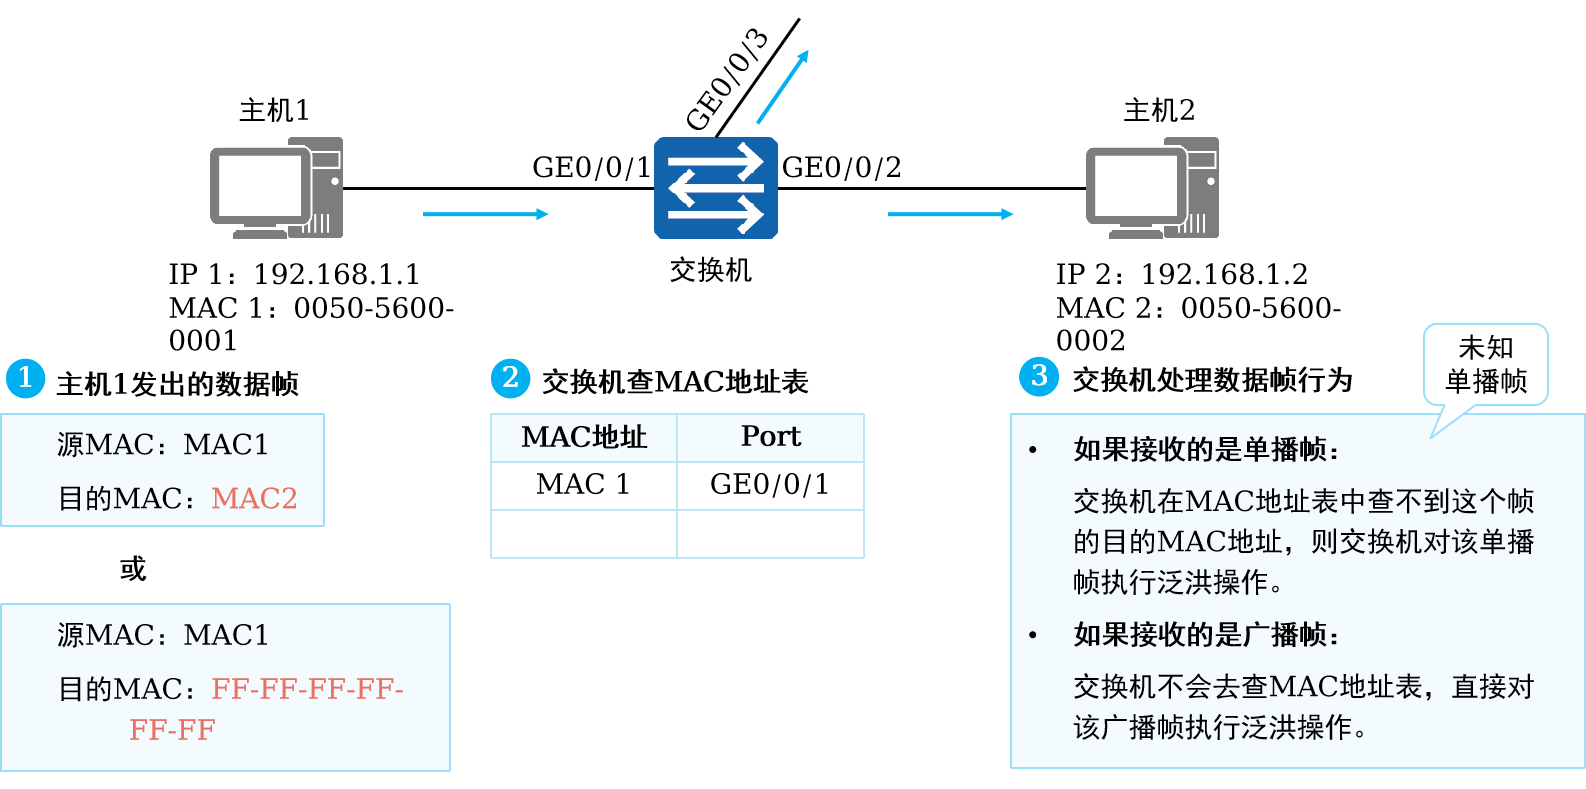 GE0/0/3
主机1
主机2
GE0/0/1
GE0/0/2
交换机
IP 1：192.168.1.1
MAC 1：0050-5600-
0001
IP 2：192.168.1.2
MAC 2：0050-5600-
0002
1 主机1发出的数据帧
源MAC：MAC1
目的MAC：MAC2
或
源MAC：MAC1
目的MAC：FF-FF-FF-FF-
FF-FF
2 交换机查MAC地址表
MAC地址 Port
MAC 1 GE0/0/1
3 交换机处理数据帧行为
未知
单播帧
• 如果接收的是单播帧：
交换机在MAC地址表中查不到这个帧
的目的MAC地址，则交换机对该单播
帧执行泛洪操作。
• 如果接收的是广播帧：
交换机不会去查MAC地址表，直接对
该广播帧执行泛洪操作。